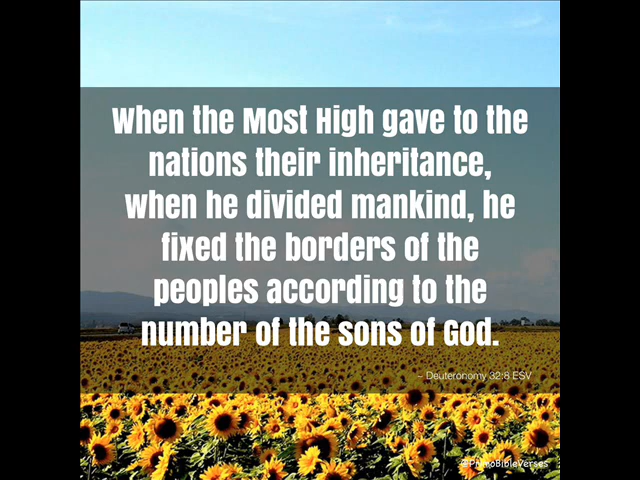 When the Most High gave to the
nations their inheritance,
when he divided mankind, he
fixed the borders of the
peoples according to the
number of the sons of God.
– Deuteronomy 32:8 ESV
@PhotoBibleVerses